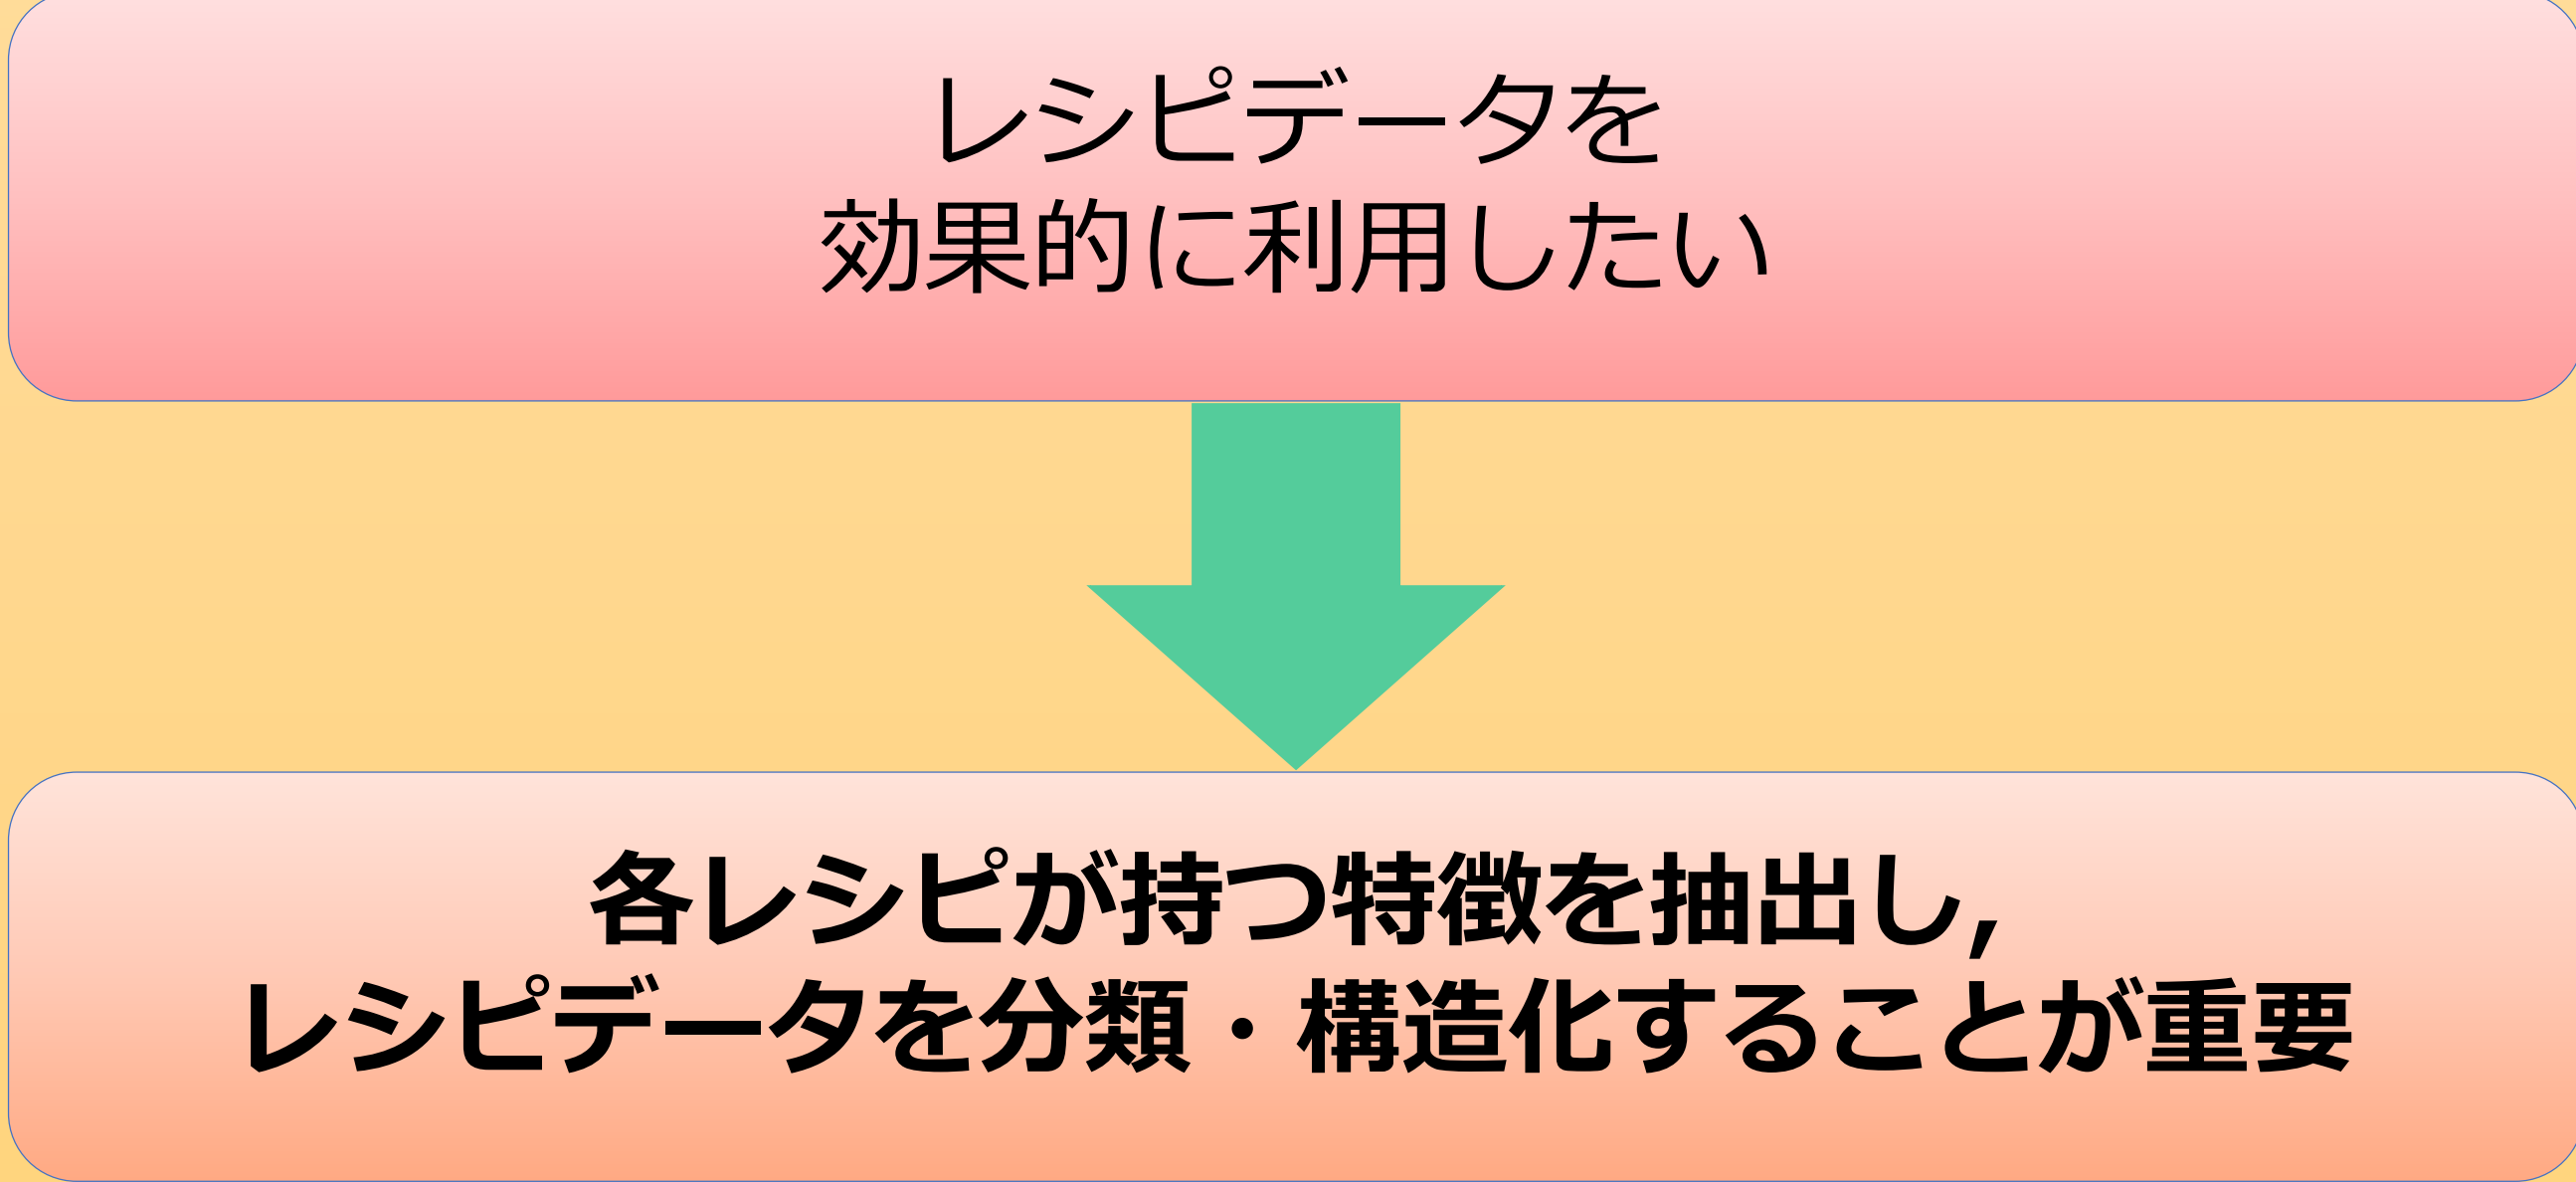 レシピデータを
効果的に利用したい
各レシピが持つ特徴を抽出し,
レシピデータを分類・構造化することが重要